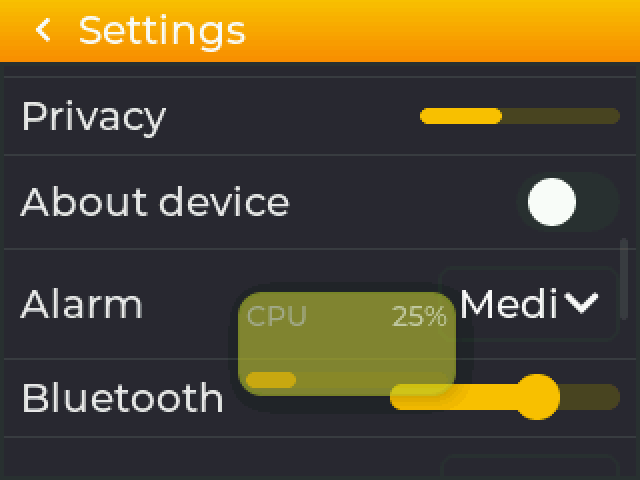 Settings
Privacy
About device
Alarm
Medi
CPU 25%
Bluetooth